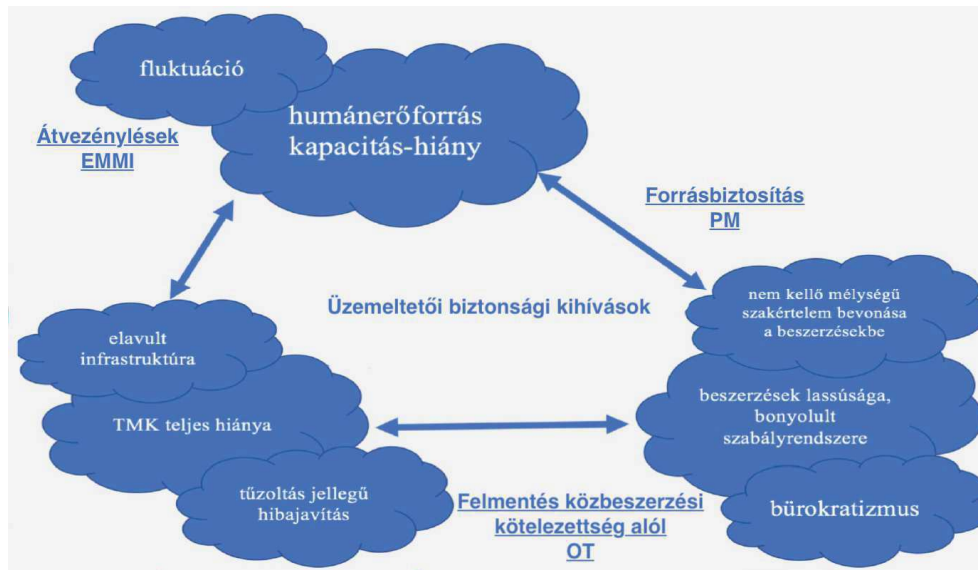 fluktuáció
humánerőforrás
kapacitás-hiány
Átvezénylések
EMMI
Forrásbiztosítás
PM
Üzemeltetői biztonsági kihívások
nem kellő mélységű
szakértelem bevonása
a beszerzésekbe
elavult
infrastruktúra
beszerzések lassúsága,
bonyolult
szabályrendszere
TMK teljes hiánya
tűzoltás jellegű
hibajavítás
Felmentés közbeszerzési
kötelezettség alól
OT
bürokratizmus